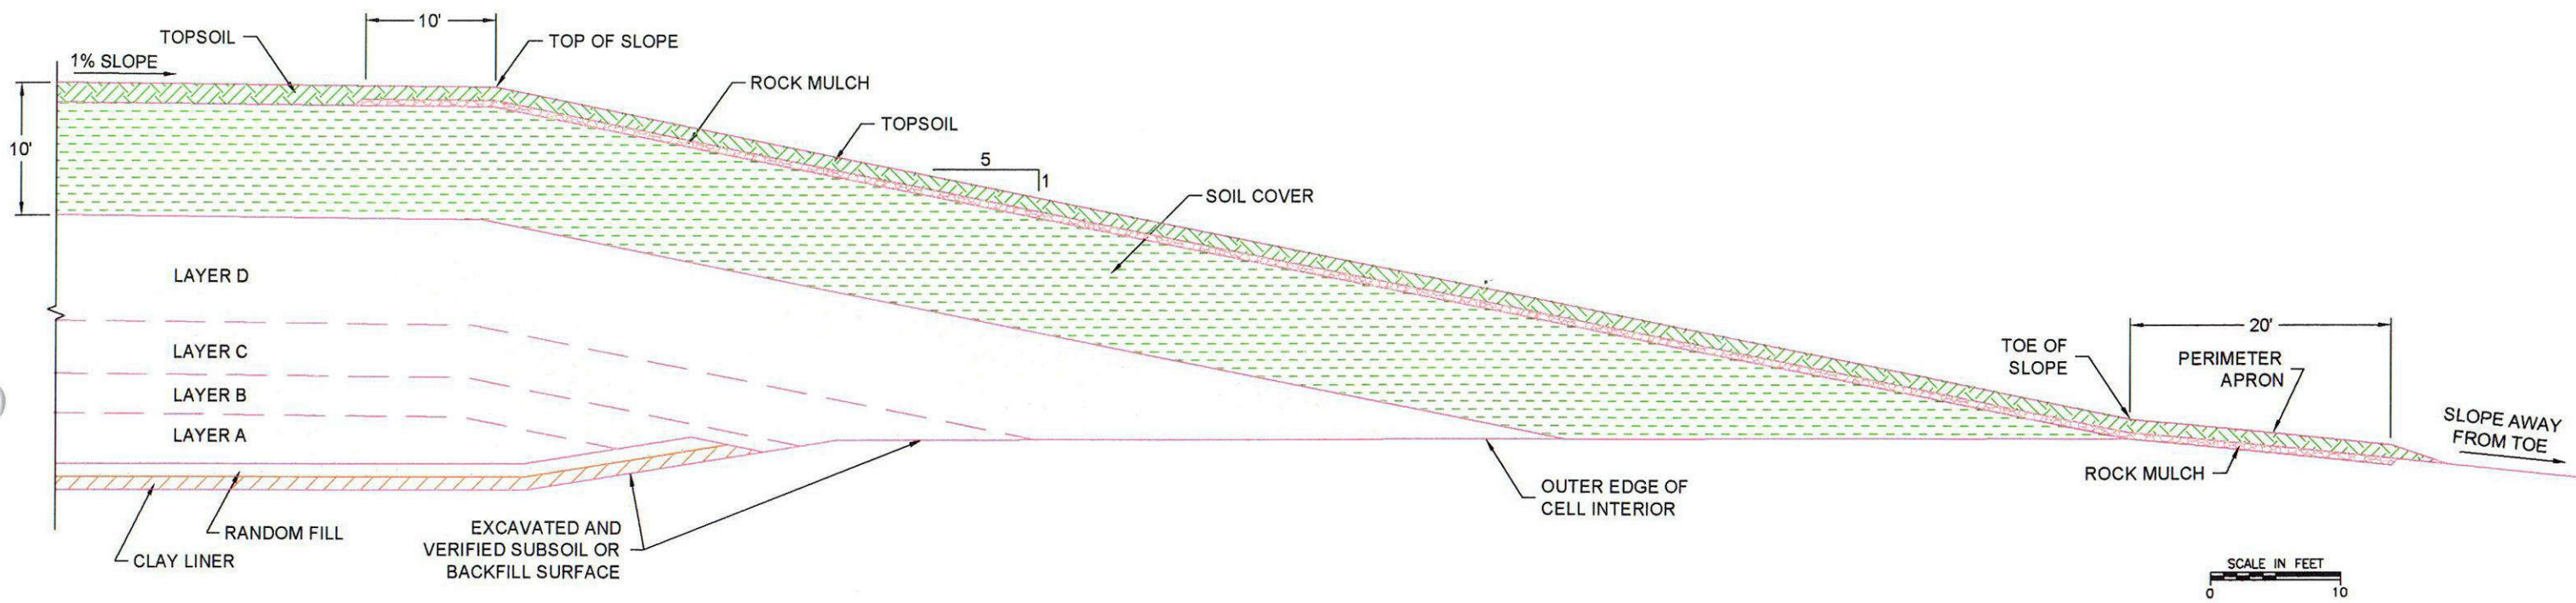 10'
TOPSOIL
TOP OF SLOPE
1% SLOPE
ROCK MULCH
TOPSOIL
10'
5
1
SOIL COVER
LAYER D
20'
TOE OF
SLOPE
PERIMETER
APRON
LAYER C
LAYER B
LAYER A
SLOPE AWAY
FROM TOE
ROCK MULCH
OUTER EDGE OF
CELL INTERIOR
RANDOM FILL
EXCAVATED AND
VERIFIED SUBSOIL OR
BACKFILL SURFACE
CLAY LINER
SCALE IN FEET
0
10